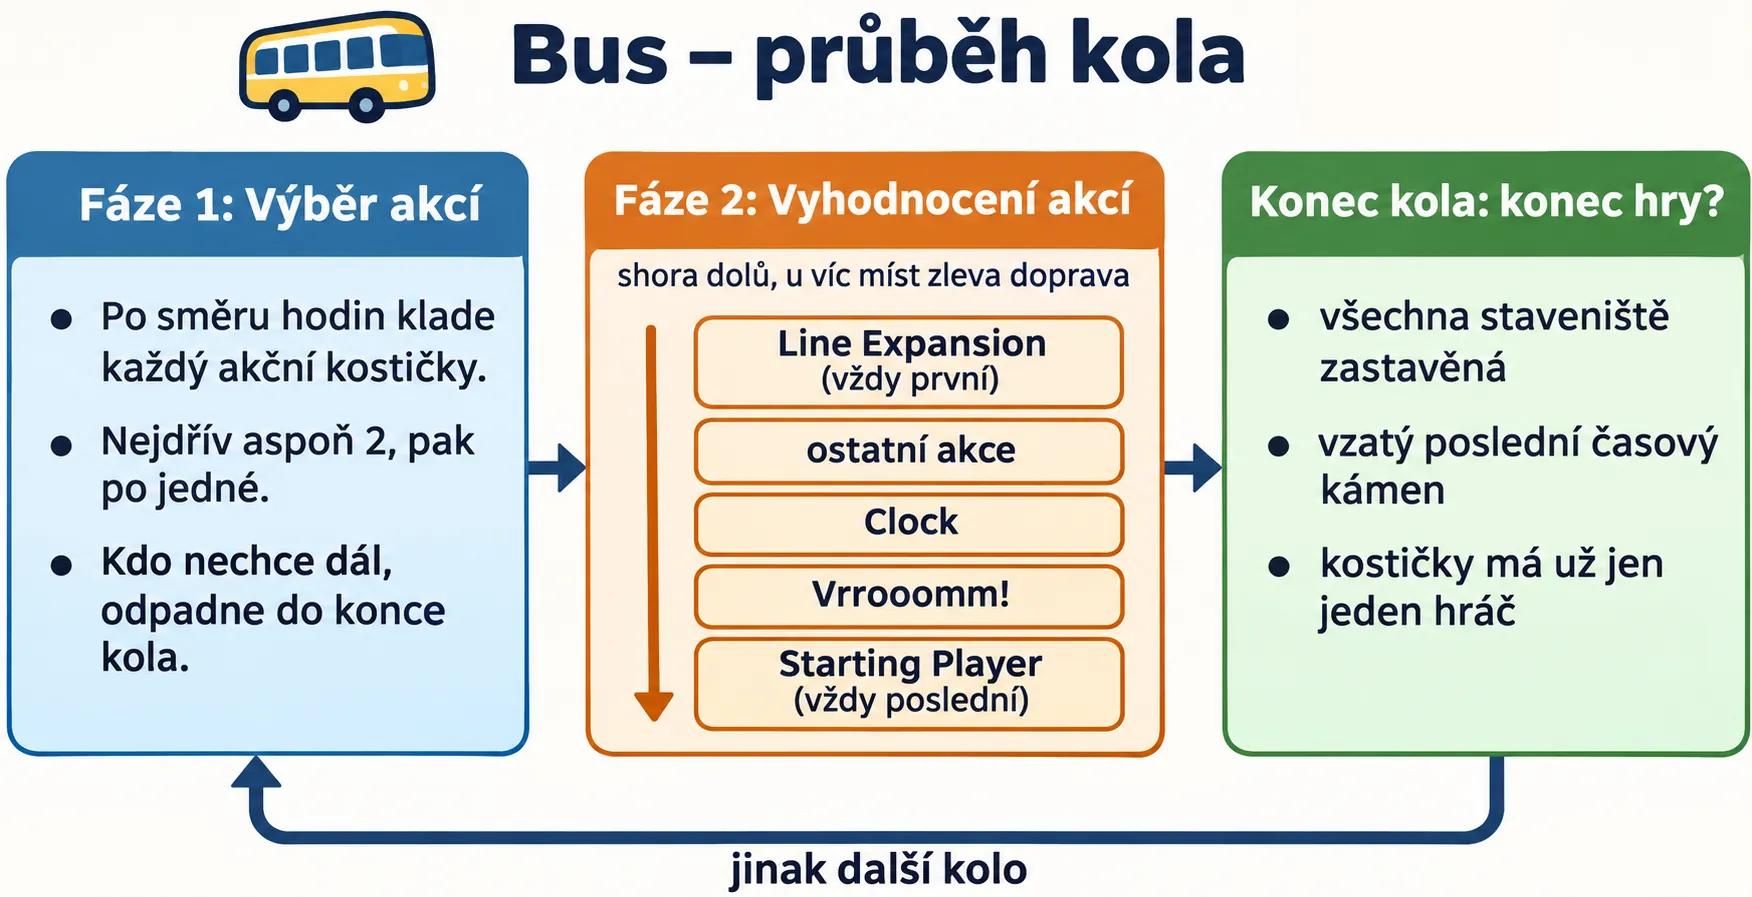 Bus – průběh kola
Fáze 1: Výběr akcí
Po směru hodin klade
každý akční kostičky.
Nejdřív aspoň 2, pak
po jedné.
Kdo nechce dál,
odpadne do konce
kola.
Fáze 2: Vyhodnocení akcí
shora dolů, u víc míst zleva doprava
Line Expansion
(vždy první)
ostatní akce
Clock
Vrrooomm!
Starting Player
(vždy poslední)
Konec kola: konec hry?
všechna staveniště
zastavěná
vzatý poslední časový
kámen
kostičky má už jen
jeden hráč
jinak další kolo